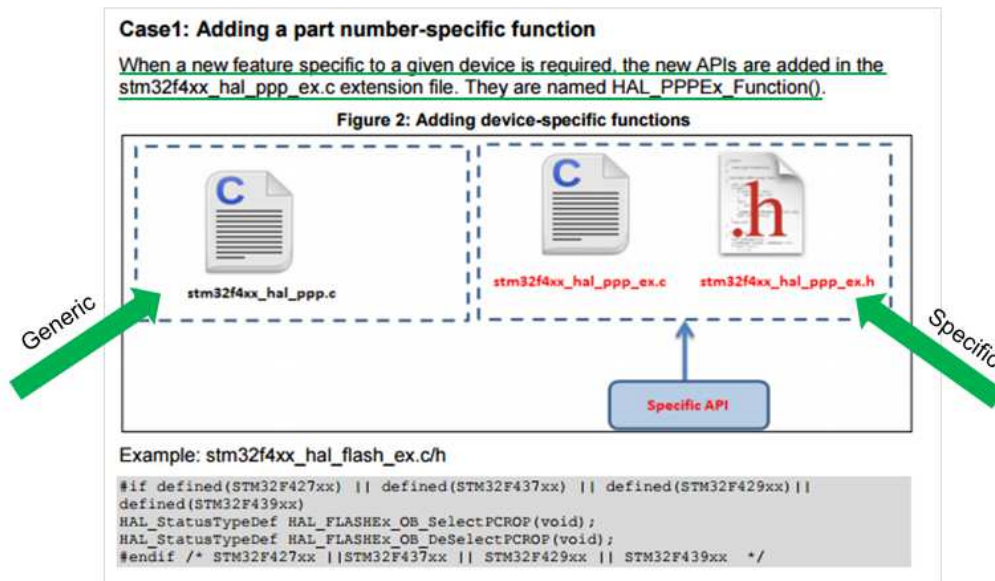 Case1: Adding a part number-specific function
When a new feature specific to a given device is required, the new APIs are added in the
stm32f4xx_hal_ppp_ex.c extension file. They are named HAL_PPPEx_Function().
Figure 2: Adding device-specific functions
C
C
.h
stm32f4xx_hal_ppp.c
stm32f4xx_hal_ppp_ex.c
stm32f4xx_hal_ppp_ex.h
Generic
Specific
Specific API
Example: stm32f4xx_hal_flash_ex.c/h
#if defined(STM32F427xx) || defined(STM32F437xx) || defined(STM32F429xx)||
defined(STM32F439xx)
HAL_StatusTypeDef HAL_FLASHEx_OB_SelectPCROP(void);
HAL_StatusTypeDef HAL_FLASHEx_OB_DeSelectPCROP(void);
#endif /* STM32F427xx ||STM32F437xx || STM32F429xx || STM32F439xx */